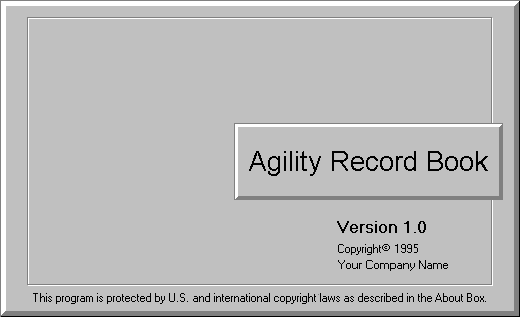 Agility Record Book
Version 1.0
Copyright© 1995
Your Company Name
This program is protected by U.S. and international copyright laws as described in the About Box.